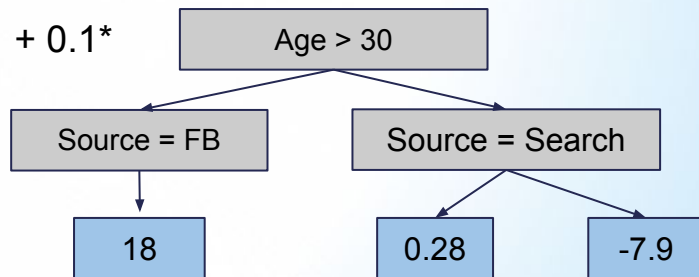 + 0.1*
Age > 30
Source = FB
Source = Search
18
0.28
-7.9